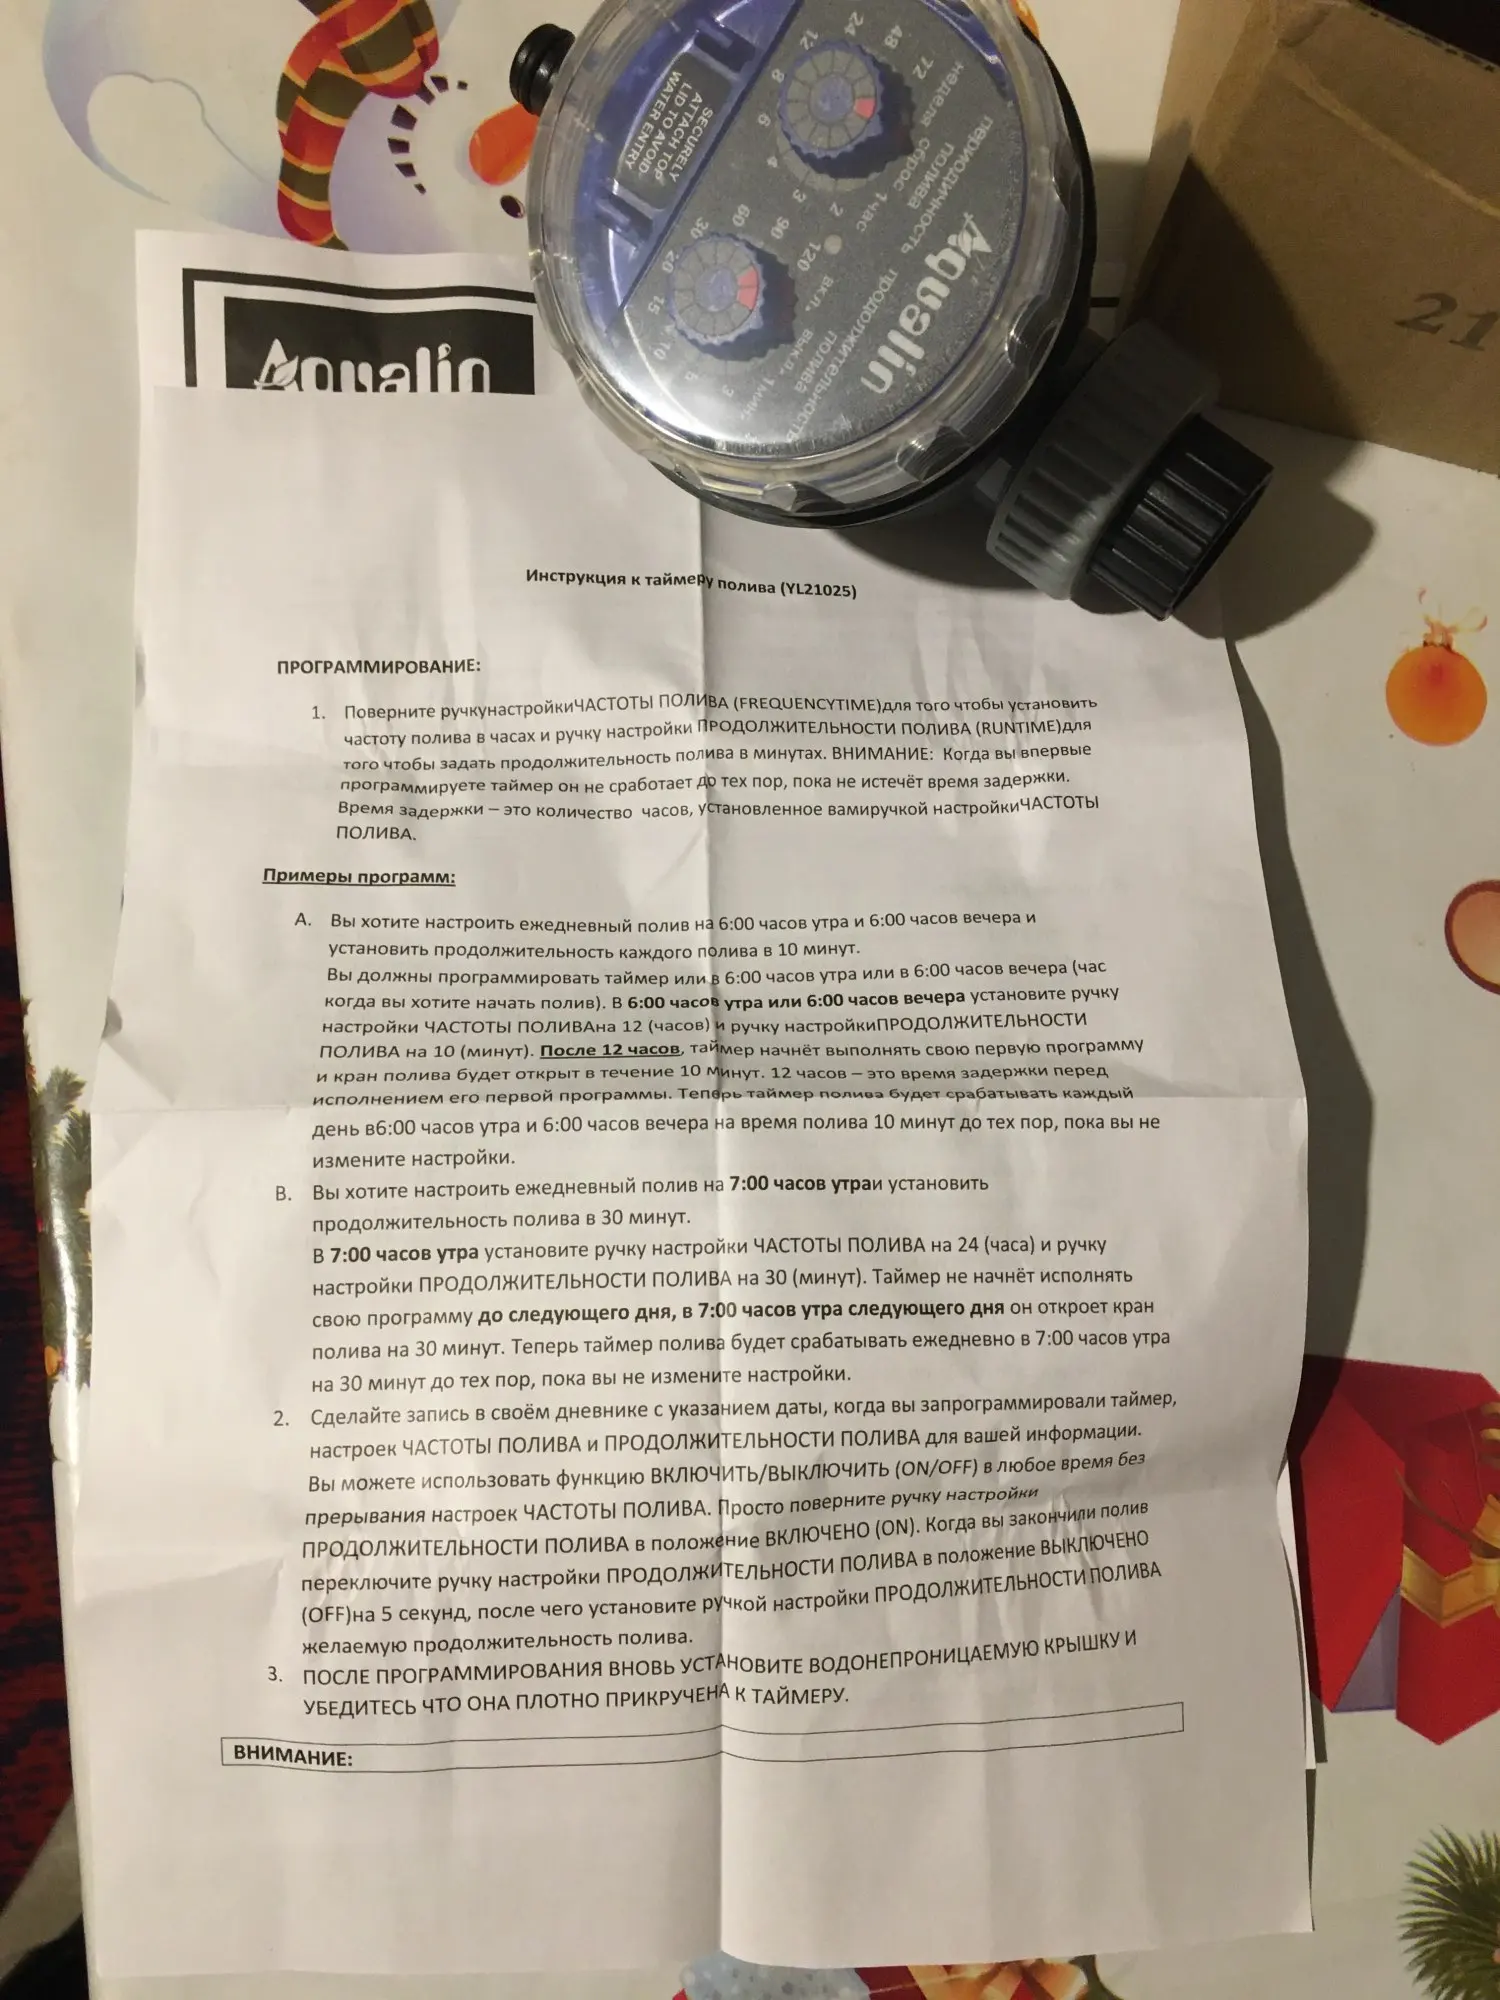 SECURELY
ATTACH TOP
LID TO AVOID
WATER ENTRY
12
24
48
72
неделя
сброс
1час
2
3
4
6
8
периодичность
полива
Aqualin
продолжительность
полива
вкл.
выкл.
1мин.
3
5
10
15
20
30
60
90
120
21
Aqualin
Инструкция к таймеру полива (YL21025)
ПРОГРАММИРОВАНИЕ:
1. Поверните ручкунастройкиЧАСТОТЫ ПОЛИВА (FREQUENCYTIME)для того чтобы установить
частоту полива в часах и ручку настройки ПРОДОЛЖИТЕЛЬНОСТИ ПОЛИВА (RUNTIME)для
того чтобы задать продолжительность полива в минутах. ВНИМАНИЕ: Когда вы впервые
программируете таймер он не сработает до тех пор, пока не истечёт время задержки.
Время задержки – это количество часов, установленное вамиручкой настройкиЧАСТОТЫ
ПОЛИВА.
Примеры программ:
A. Вы хотите настроить ежедневный полив на 6:00 часов утра и 6:00 часов вечера и
установить продолжительность каждого полива в 10 минут.
Вы должны программировать таймер или в 6:00 часов утра или в 6:00 часов вечера (час
когда вы хотите начать полив). В 6:00 часов утра или 6:00 часов вечера установите ручку
настройки ЧАСТОТЫ ПОЛИВАна 12 (часов) и ручку настройкиПРОДОЛЖИТЕЛЬНОСТИ
ПОЛИВА на 10 (минут). После 12 часов, таймер начнёт выполнять свою первую программу
и кран полива будет открыт в течение 10 минут. 12 часов – это время задержки перед
исполнением его первой программы. Теперь таймер полива будет срабатывать каждый
день в6:00 часов утра и 6:00 часов вечера на время полива 10 минут до тех пор, пока вы не
измените настройки.
B. Вы хотите настроить ежедневный полив на 7:00 часов утраи установить
продолжительность полива в 30 минут.
В 7:00 часов утра установите ручку настройки ЧАСТОТЫ ПОЛИВА на 24 (часа) и ручку
настройки ПРОДОЛЖИТЕЛЬНОСТИ ПОЛИВА на 30 (минут). Таймер не начнёт исполнять
свою программу до следующего дня, в 7:00 часов утра следующего дня он откроет кран
полива на 30 минут. Теперь таймер полива будет срабатывать ежедневно в 7:00 часов утра
на 30 минут до тех пор, пока вы не измените настройки.
2. Сделайте запись в своём дневнике с указанием даты, когда вы запрограммировали таймер,
настроек ЧАСТОТЫ ПОЛИВА и ПРОДОЛЖИТЕЛЬНОСТИ ПОЛИВА для вашей информации.
Вы можете использовать функцию ВКЛЮЧИТЬ/ВЫКЛЮЧИТЬ (ON/OFF) в любое время без
прерывания настроек ЧАСТОТЫ ПОЛИВА. Просто поверните ручку настройки
ПРОДОЛЖИТЕЛЬНОСТИ ПОЛИВА в положение ВКЛЮЧЕНО (ON). Когда вы закончили полив
переключите ручку настройки ПРОДОЛЖИТЕЛЬНОСТИ ПОЛИВА в положение ВЫКЛЮЧЕНО
(OFF)на 5 секунд, после чего установите ручкой настройки ПРОДОЛЖИТЕЛЬНОСТИ ПОЛИВА
желаемую продолжительность полива.
3. ПОСЛЕ ПРОГРАММИРОВАНИЯ ВНОВЬ УСТАНОВИТЕ ВОДОНЕПРОНИЦАЕМУЮ КРЫШКУ И
УБЕДИТЕСЬ ЧТО ОНА ПЛОТНО ПРИКРУЧЕНА К ТАЙМЕРУ.
ВНИМАНИЕ: